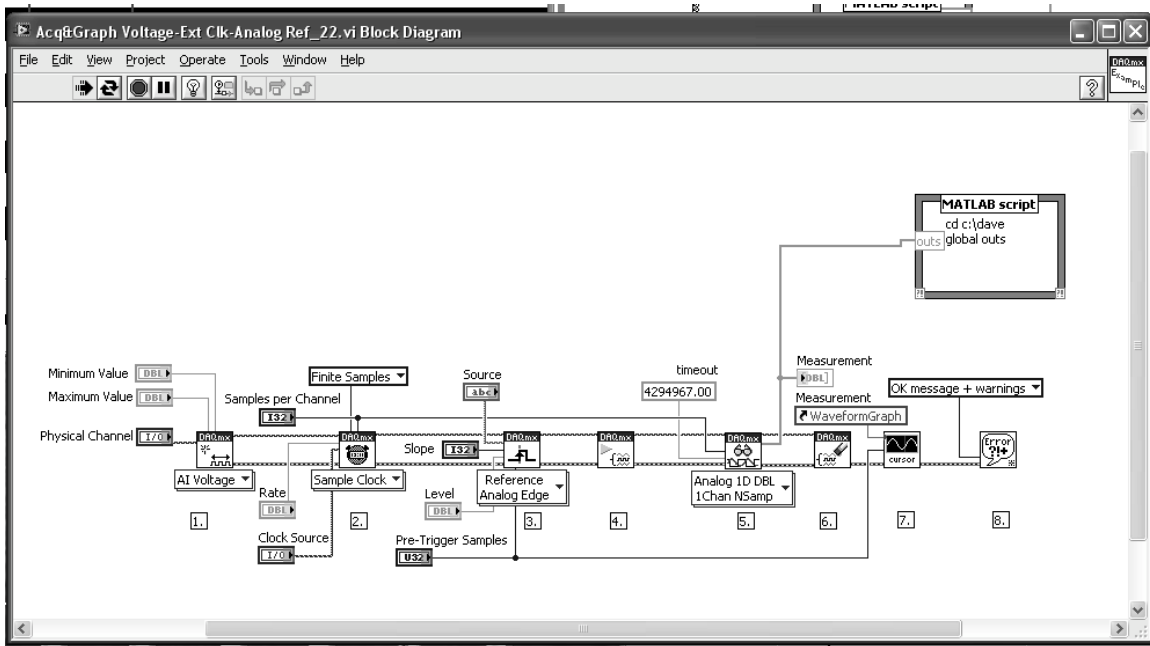 MATLAB script
Acq&Graph Voltage-Ext Clk-Analog Ref_22.vi Block Diagram
File Edit View Project Operate Tools Window Help
DAQmx
Example
MATLAB script
cd c:\dave
outs global outs
Minimum Value DBL
Maximum Value DBL
Physical Channel I/O
Finite Samples
Samples per Channel
I32
Source
abc
timeout
4294967.00
Measurement
DBL
Measurement
WaveformGraph
OK message + warnings
DAQmx DAQmx DAQmx DAQmx DAQmx DAQmx
Slope I32
cursor
Error
?!+
AI Voltage
Sample Clock
Reference
Analog Edge
Analog 1D DBL
1Chan NSamp
Rate
DBL
Level
DBL
1. 2. 3. 4. 5. 6. 7. 8.
Clock Source
I/O
Pre-Trigger Samples
U32